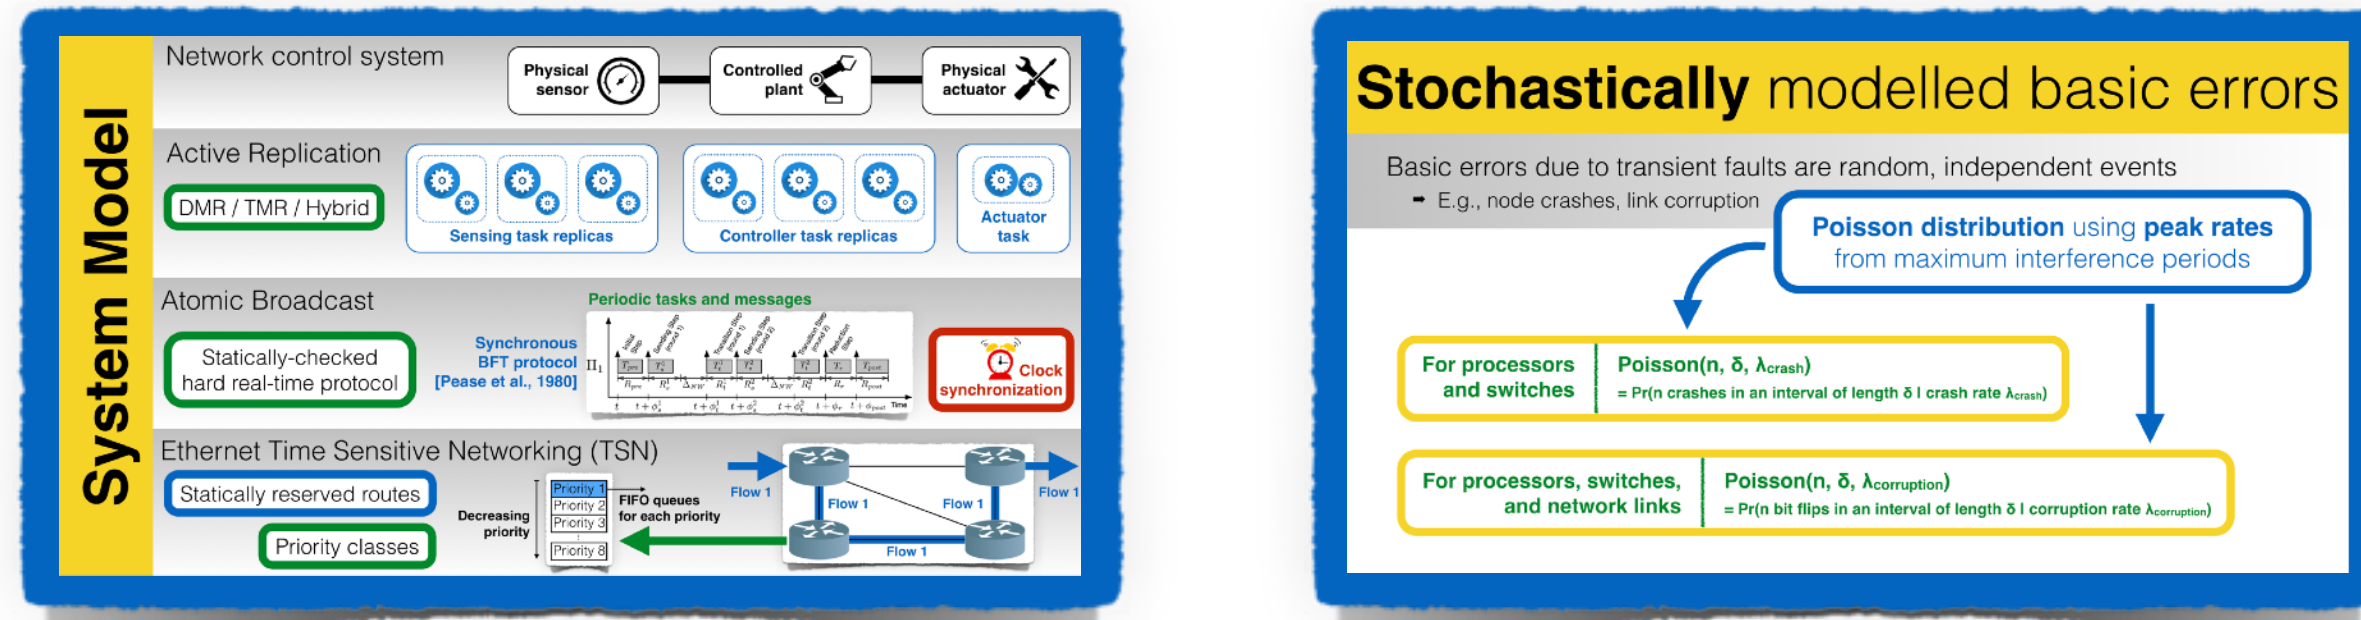 System Model
Network control system
Physical sensor
Controlled plant
Physical actuator
Active Replication
DMR / TMR / Hybrid
Sensing task replicas
Controller task replicas
Actuator task
Atomic Broadcast
Statically-checked
hard real-time protocol
Synchronous
BFT protocol
[Pease et al., 1980]
Periodic tasks and messages
Clock
synchronization
Ethernet Time Sensitive Networking (TSN)
Statically reserved routes
Priority classes
Decreasing
priority
Priority 1
Priority 2
Priority 3
Priority 8
FIFO queues
for each priority
Flow 1
Flow 1
Flow 1
Flow 1
Flow 1
Stochastically modelled basic errors
Basic errors due to transient faults are random, independent events
➡ E.g., node crashes, link corruption
Poisson distribution using peak rates
from maximum interference periods
For processors
and switches
Poisson(n, δ, λcrash)
= Pr(n crashes in an interval of length δ | crash rate λcrash)
For processors, switches,
and network links
Poisson(n, δ, λcorruption)
= Pr(n bit flips in an interval of length δ | corruption rate λcorruption)